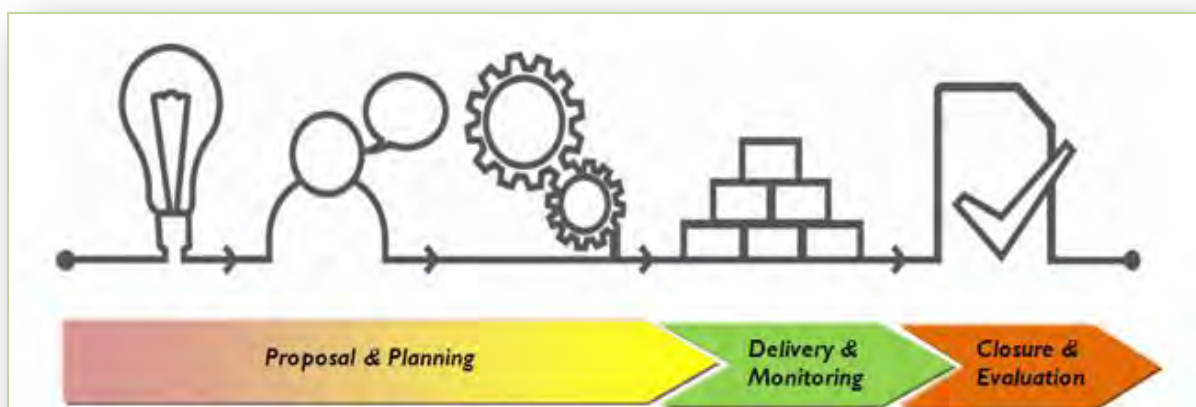 Proposal & Planning
Delivery &
Monitoring
Closure &
Evaluation